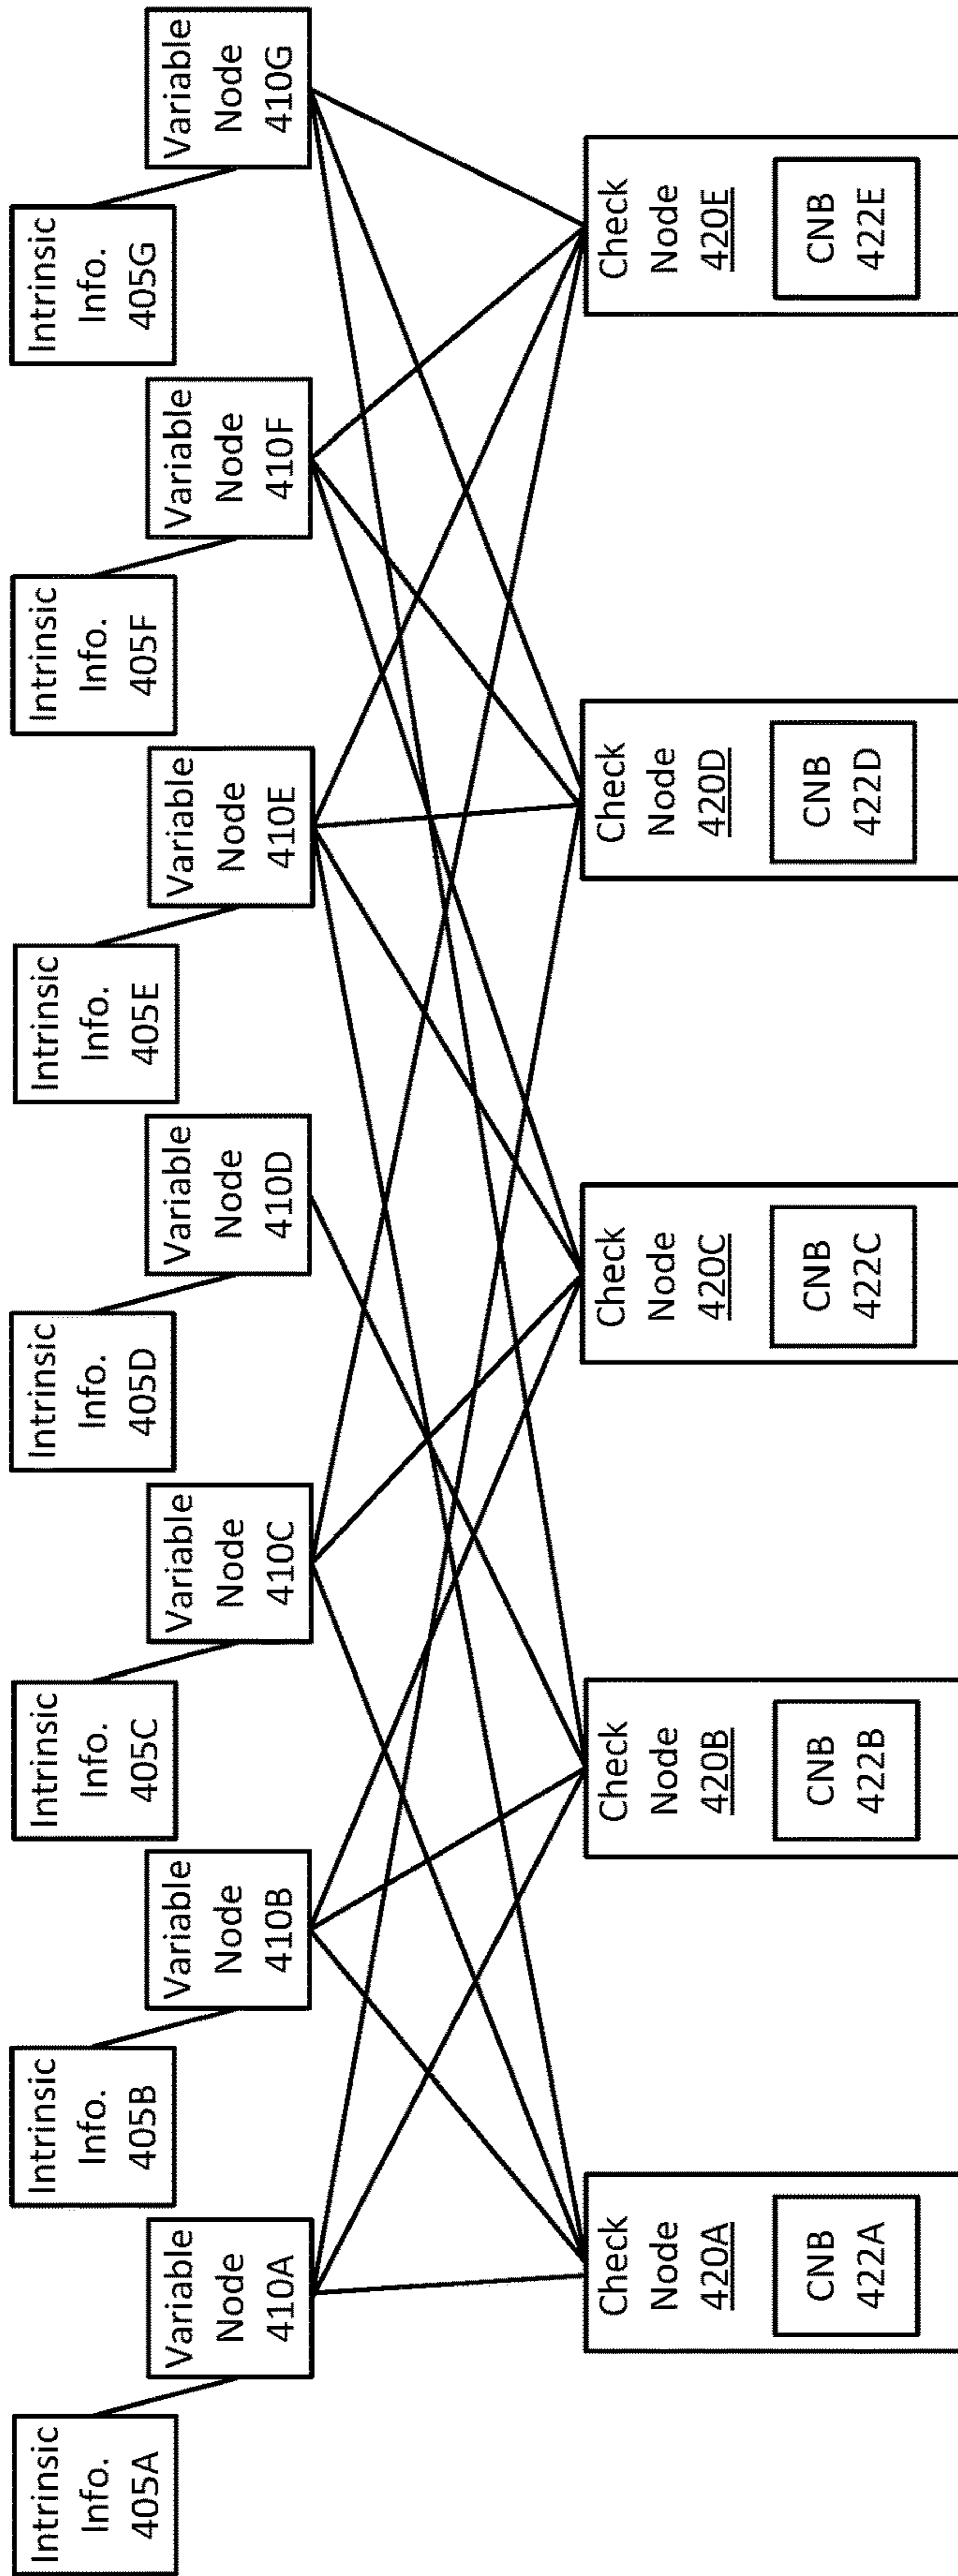 Intrinsic
Info.
405A
Variable
Node
410A
Intrinsic
Info.
405B
Variable
Node
410B
Intrinsic
Info.
405C
Variable
Node
410C
Intrinsic
Info.
405D
Variable
Node
410D
Intrinsic
Info.
405E
Variable
Node
410E
Intrinsic
Info.
405F
Variable
Node
410F
Intrinsic
Info.
405G
Variable
Node
410G
Check
Node
420A
CNB
422A
Check
Node
420B
CNB
422B
Check
Node
420C
CNB
422C
Check
Node
420D
CNB
422D
Check
Node
420E
CNB
422E